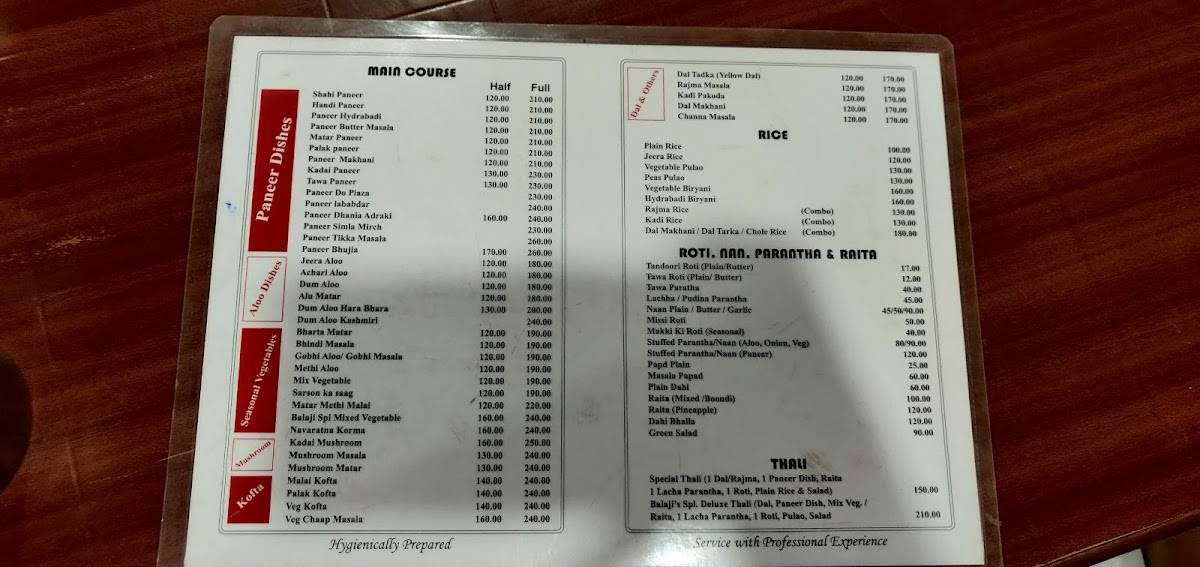 MAIN COURSE
Half Full
Paneer Dishes
Shahi Paneer 120.00 210.00
Handi Paneer 120.00 210.00
Paneer Hydrabadi 120.00 210.00
Paneer Butter Masala 120.00 210.00
Matar Paneer 120.00 210.00
Palak paneer 120.00 210.00
Paneer Makhani 120.00 210.00
Kadai Paneer 130.00 230.00
Tawa Paneer 130.00 230.00
Paneer Do Piaza 230.00
Paneer lababdar 240.00
Paneer Dhania Adraki 160.00 240.00
Paneer Simla Mirch 230.00
Paneer Tikka Masala 260.00
Paneer Bhujia 170.00 260.00
Aloo Dishes
Jeera Aloo 120.00 180.00
Achari Aloo 120.00 180.00
Dum Aloo 120.00 180.00
Alu Matar 120.00 180.00
Dum Aloo Hara Bhara 130.00 200.00
Dum Aloo Kashmiri 240.00
Seasonal Vegetables
Bharta Matar 120.00 190.00
Bhindi Masala 120.00 190.00
Gobhi Aloo/ Gobhi Masala 120.00 190.00
Methi Aloo 120.00 190.00
Mix Vegetable 120.00 190.00
Sarson ka saag 120.00 190.00
Matar Methi Malai 120.00 220.00
Balaji Spl Mixed Vegetable 160.00 240.00
Navaratna Korma 160.00 240.00
Mushroom
Kadai Mushroom 160.00 250.00
Mushroom Masala 130.00 240.00
Mushroom Matar 130.00 240.00
Kofta
Malai Kofta 140.00 240.00
Palak Kofta 140.00 240.00
Veg Kofta 140.00 240.00
Veg Chaap Masala 160.00 240.00
Hygienically Prepared
Dal & Others
Dal Tadka (Yellow Dal) 120.00 170.00
Rajma Masala 120.00 170.00
Kadi Pakoda 120.00 170.00
Dal Makhani 120.00 170.00
Channa Masala 120.00 170.00
RICE
Plain Rice 100.00
Jeera Rice 120.00
Vegetable Pulao 130.00
Peas Pulao 130.00
Vegetable Biryani 160.00
Hydrabadi Biryani 160.00
Rajma Rice (Combo) 130.00
Kadi Rice (Combo) 130.00
Dal Makhani / Dal Tarka / Chole Rice (Combo) 180.00
ROTI, NAN, PARANTHA & RAITA
Tandoori Roti (Plain/Butter) 17.00
Tawa Roti (Plain/ Butter) 12.00
Tawa Paratha 40.00
Lachha / Pudina Parantha 45.00
Naan Plain / Butter / Garlic 45/50/90.00
Missi Roti 50.00
Makki Ki Roti (Seasonal) 40.00
Stuffed Parantha/Naan (Aloo, Onion, Veg) 80/90.00
Stuffed Parantha/Naan (Paneer) 120.00
Papd Plain 25.00
Masala Papad 60.00
Plain Dahi 60.00
Raita (Mixed /Boondi) 100.00
Raita (Pineapple) 120.00
Dahi Bhalla 120.00
Green Salad 90.00
THALI
Special Thali (1 Dal/Rajma, 1 Paneer Dish, Raita
1 Lacha Parantha, 1 Roti, Plain Rice & Salad) 150.00
Balaji's Spl. Deluxe Thali (Dal, Paneer Dish, Mix Veg. /
Raita, 1 Lacha Parantha, 1 Roti, Pulao, Salad 210.00
Service with Professional Experience